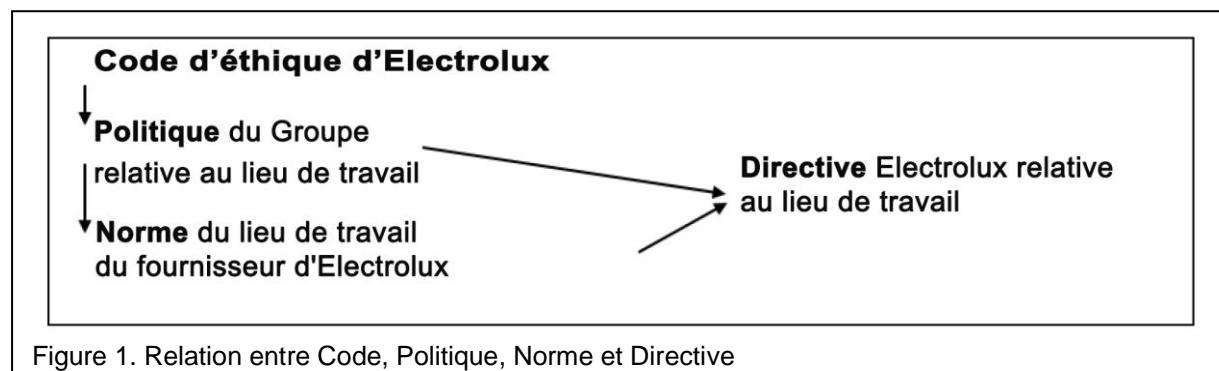 Code d’éthique d’Electrolux
Politique du Groupe
relative au lieu de travail
Directive Electrolux relative
au lieu de travail
Norme du lieu de travail
du fournisseur d'Electrolux
Figure 1. Relation entre Code, Politique, Norme et Directive